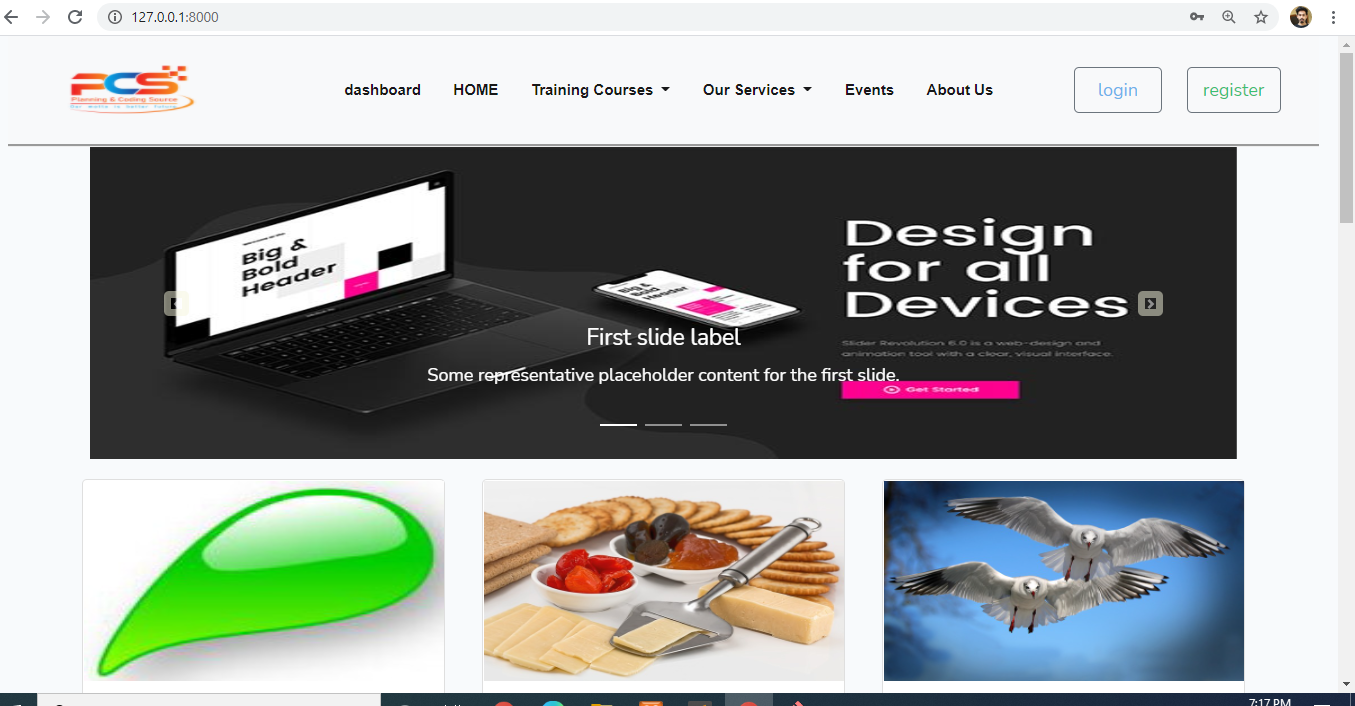 127.0.0.1:8000
PCS
Planning & Coding Source
dashboard HOME Training Courses Our Services Events About Us login register
Big &
Bold
Header
Big &
Bold
Header
Design
for all
Devices
Slider Revolution 6.0 is a web-design and
animation tool with a clear, visual interface.
Get Started
First slide label
Some representative placeholder content for the first slide.
7:17 PM